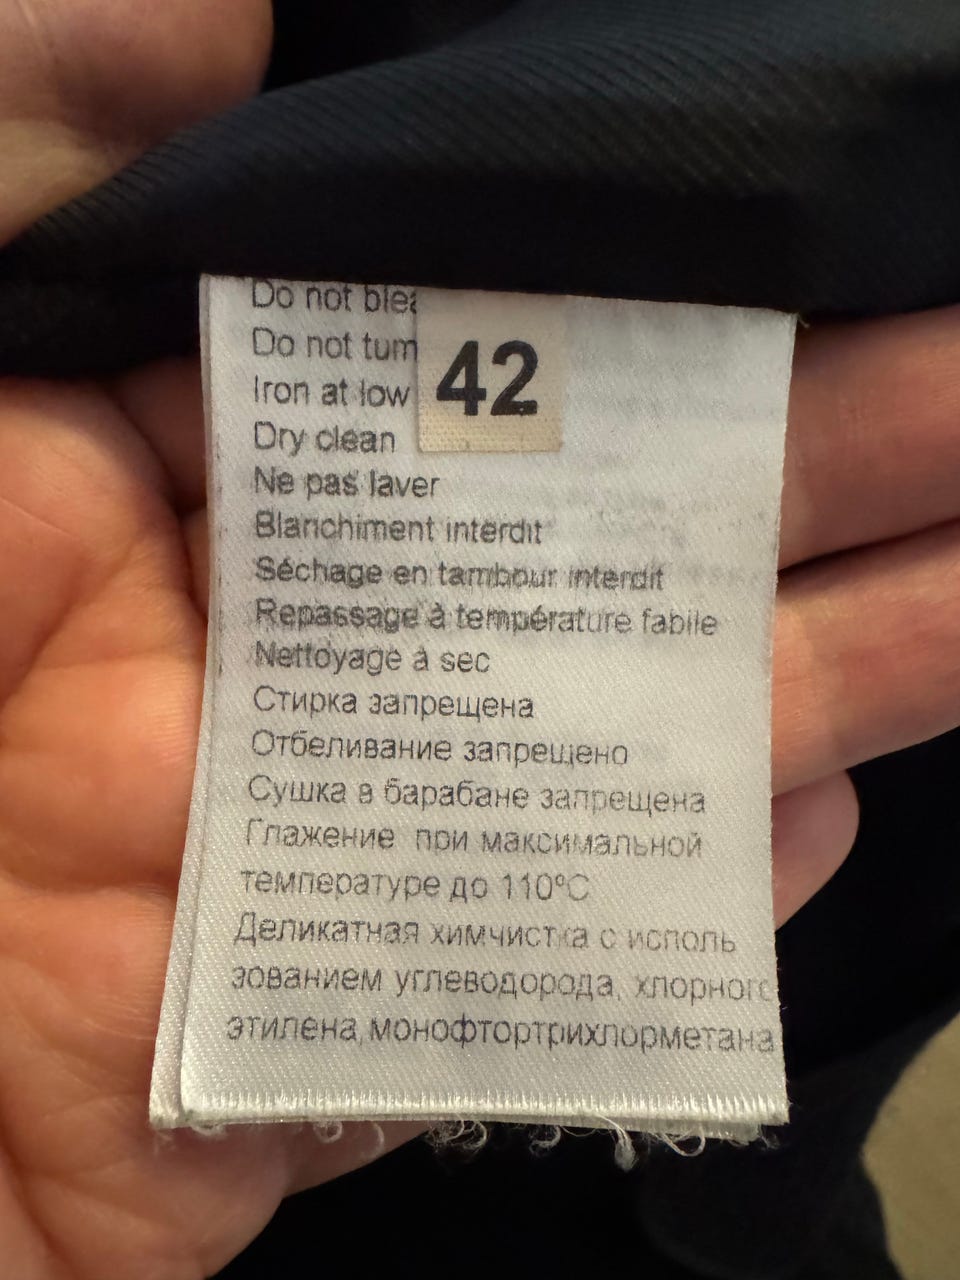 Do not blea
Do not tum
Iron at low
42
Dry clean
Ne pas laver
Blanchiment interdit
Séchage en tambour interdit
Repassage à température fabile
Nettoyage à sec
Стирка запрещена
Отбеливание запрещено
Сушка в барабане запрещена
Глажение при максимальной
температуре до 110ºC
Деликатная химчистка с исполь
зованием углеводорода, хлорного
этилена,монофтортрихлорметана